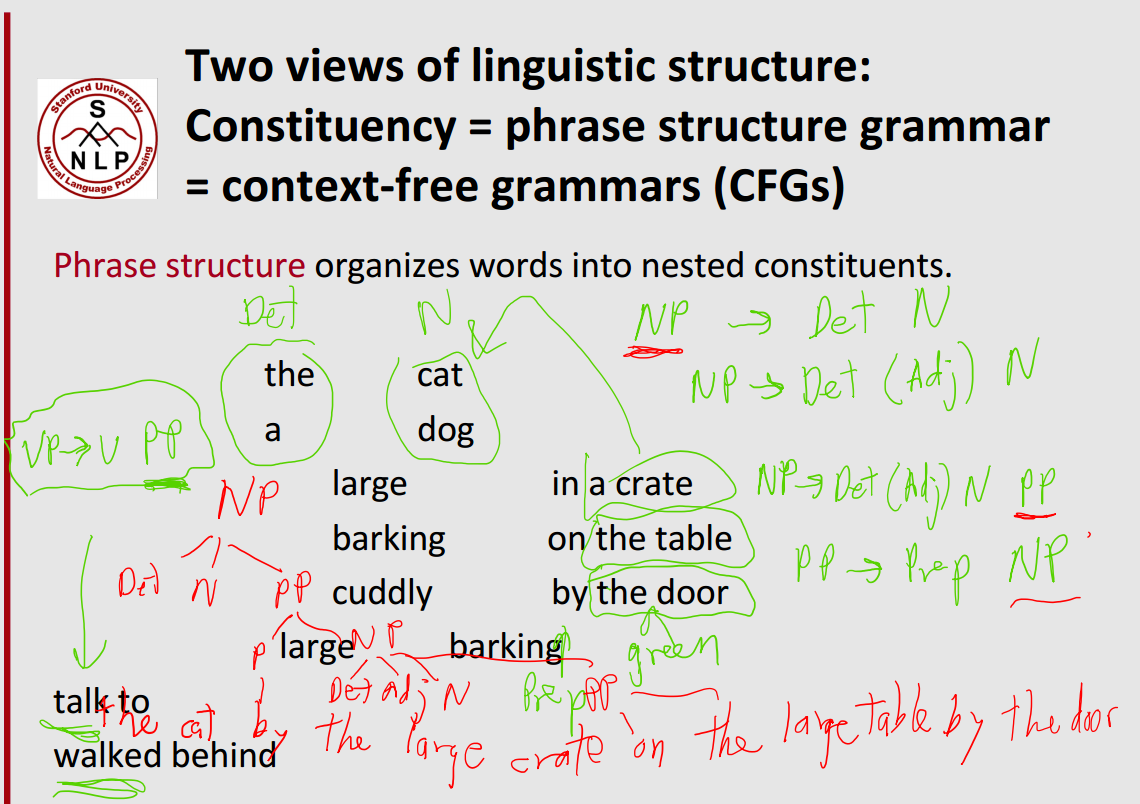 Stanford University
S
N L P
Natural Language Processing
Two views of linguistic structure:
Constituency = phrase structure grammar
= context-free grammars (CFGs)
Phrase structure organizes words into nested constituents.
Det N NP → Det N
the cat
NP → Det (Adj) N
a dog
VP → V PP
large in a crate
NP → Det (Adj) N PP
NP
barking on the table
Det N PP
PP → Prep NP
cuddly by the door
large barking
P NP
green
Det Adj N Prep PP
talk to
the cat by the large crate on the large table by the door
walked behind